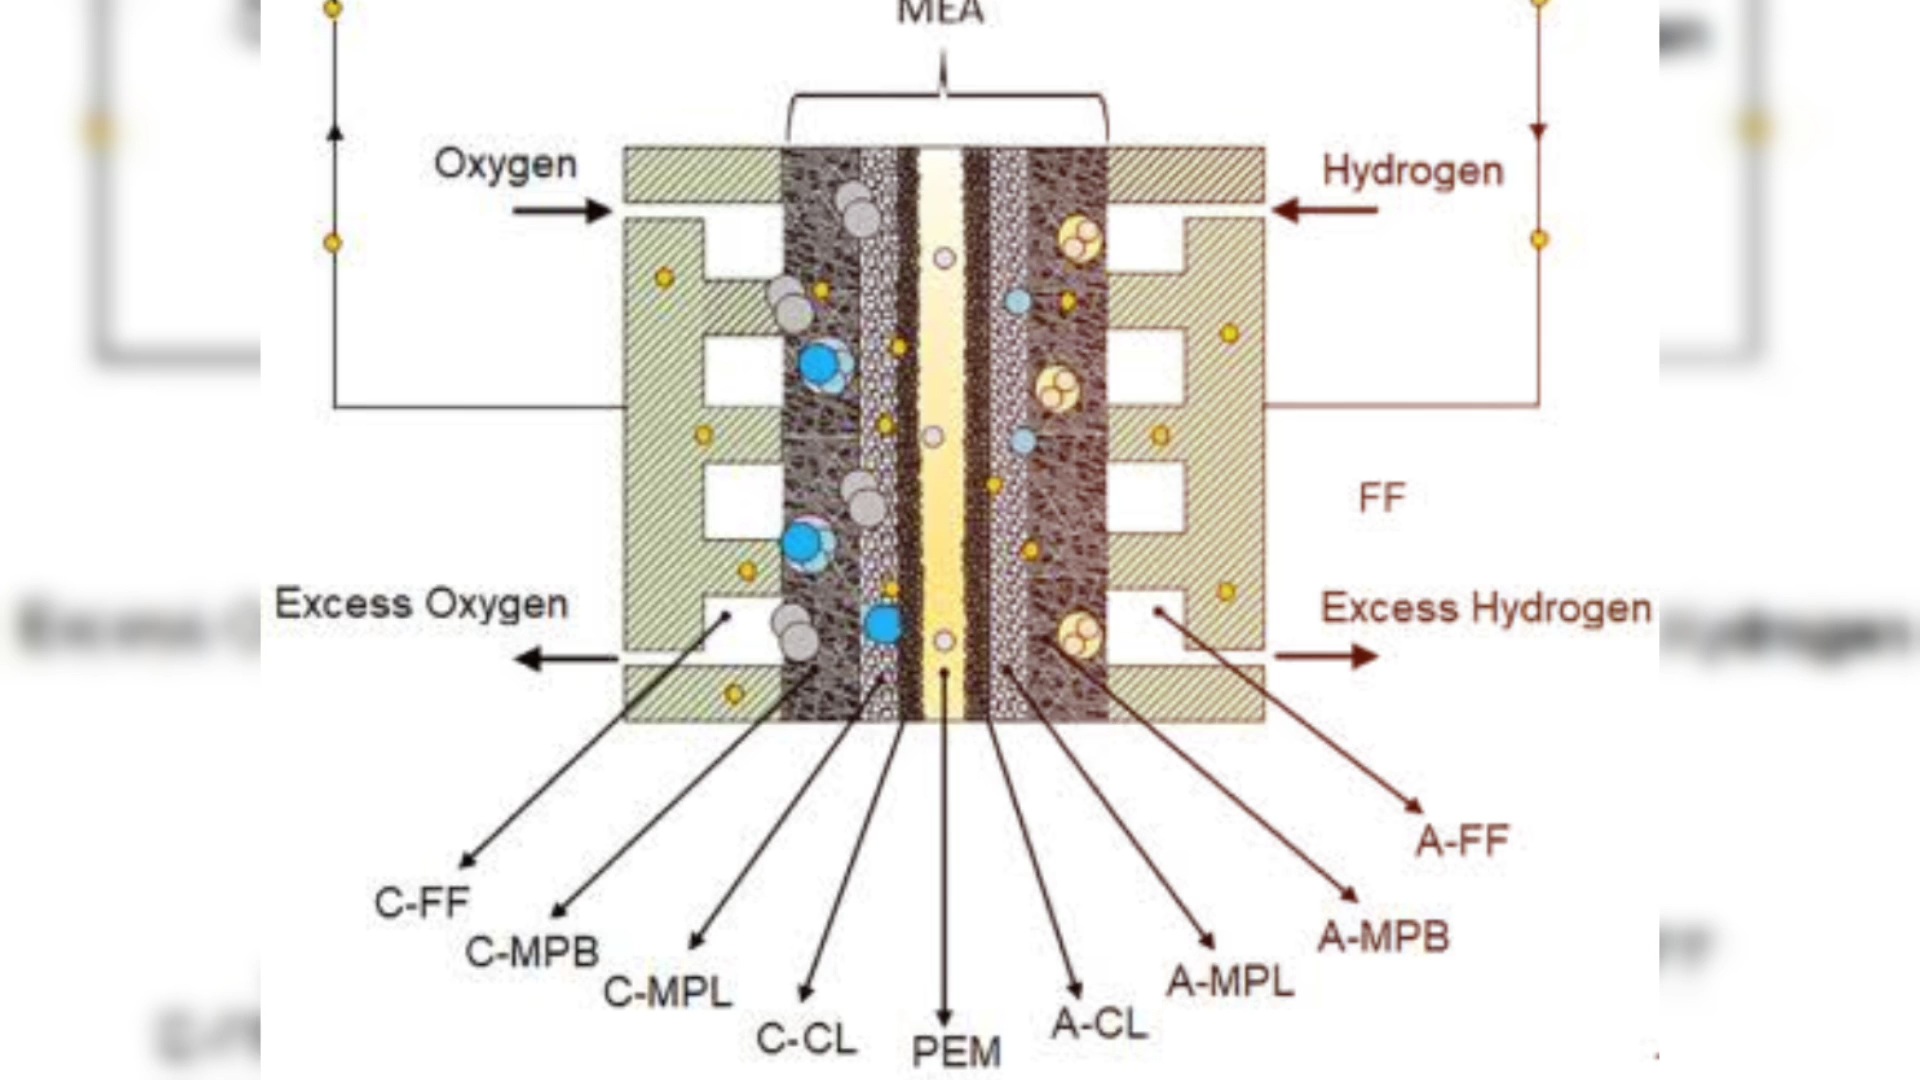 MEA
Oxygen
Hydrogen
FF
Excess Oxygen
Excess Hydrogen
A-FF
C-FF
A-MPB
C-MPB
A-MPL
C-MPL
A-CL
C-CL
PEM